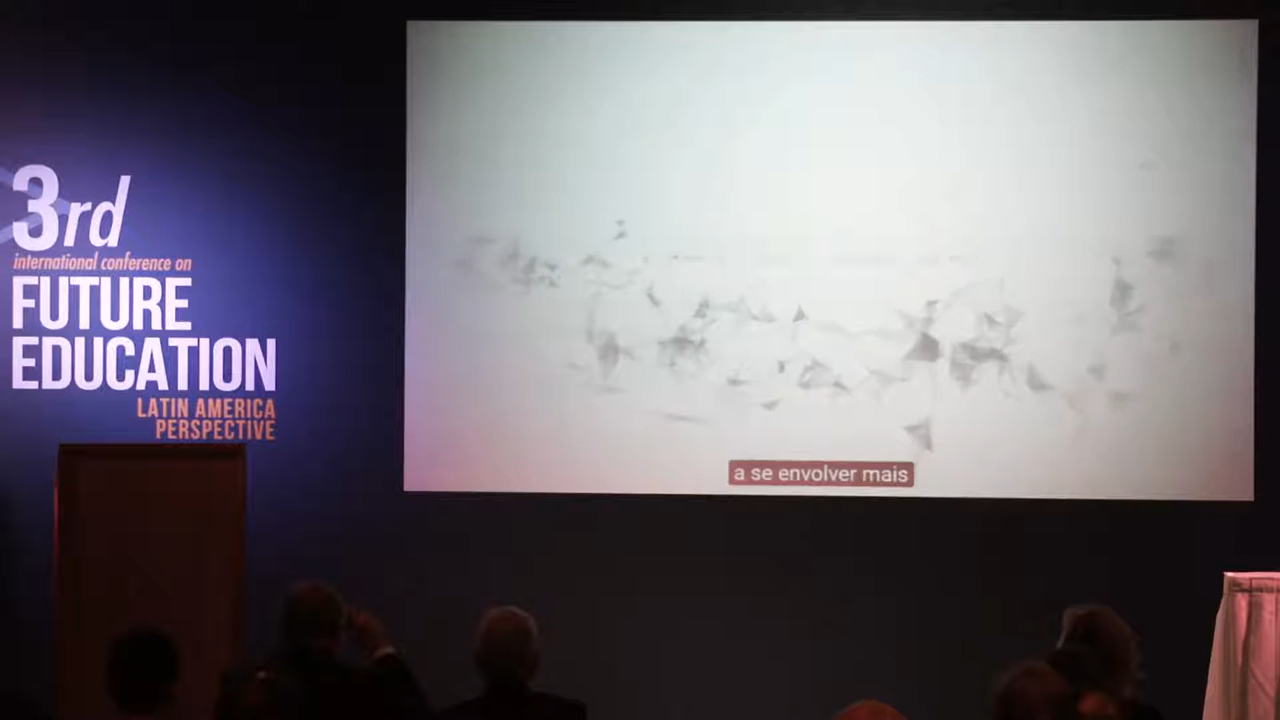 3rd
international conference on
FUTURE
EDUCATION
LATIN AMERICA
PERSPECTIVE
a se envolver mais